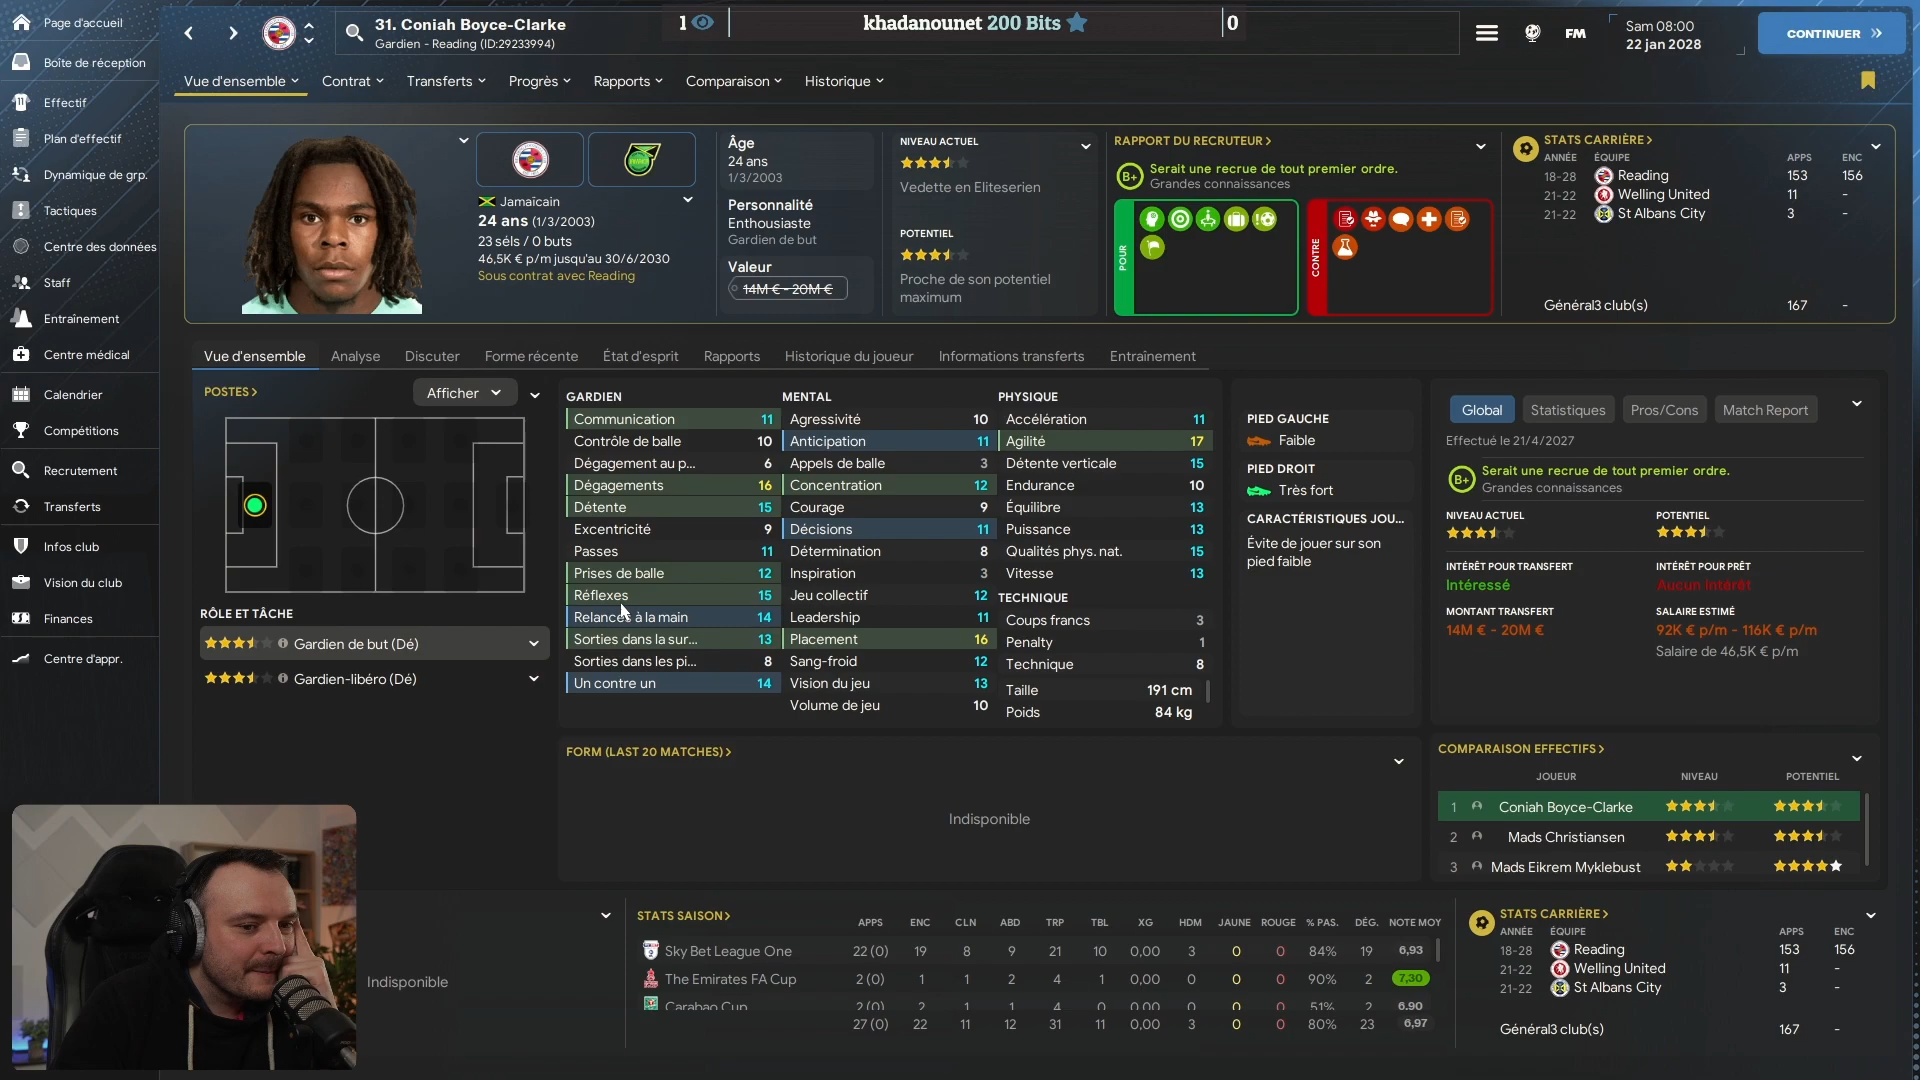 Page d'accueil
Boîte de réception
Effectif
Plan d'effectif
Dynamique de grp.
Tactiques
Centre des données
Staff
Entraînement
Centre médical
Calendrier
Compétitions
Recrutement
Transferts
Infos club
Vision du club
Finances
Centre d'appr.
31. Coniah Boyce-Clarke
Gardien - Reading (ID:29233994)
1
khadanounet 200 Bits
0
FM
Sam 08:00
22 jan 2028
CONTINUER
Vue d'ensemble Contrat Transferts Progrès Rapports Comparaison Historique
Jamaïcain
24 ans (1/3/2003)
23 séls / 0 buts
46,5K € p/m jusqu'au 30/6/2030
Sous contrat avec Reading
Âge
24 ans
1/3/2003
Personnalité
Enthousiaste
Gardien de but
Valeur
14M € - 20M €
NIVEAU ACTUEL
Vedette en Eliteserien
POTENTIEL
Proche de son potentiel
maximum
RAPPORT DU RECRUTEUR >
B+ Serait une recrue de tout premier ordre.
Grandes connaissances
POUR
CONTRE
STATS CARRIÈRE >
ANNÉE ÉQUIPE APPS ENC
18-28 Reading 153 156
21-22 Welling United 11 -
21-22 St Albans City 3 -
Général3 club(s) 167 -
Vue d'ensemble Analyse Discuter Forme récente État d'esprit Rapports Historique du joueur Informations transferts Entraînement
POSTES >
Afficher
RÔLE ET TÂCHE
Gardien de but (Dé)
Gardien-libéro (Dé)
GARDIEN
Communication 11
Contrôle de balle 10
Dégagement au p... 6
Dégagements 16
Détente 15
Excentricité 9
Passes 11
Prises de balle 12
Réflexes 15
Relances à la main 14
Sorties dans la sur... 13
Sorties dans les pi... 8
Un contre un 14
MENTAL
Agressivité 10
Anticipation 11
Appels de balle 3
Concentration 12
Courage 9
Décisions 11
Détermination 8
Inspiration 3
Jeu collectif 12
Leadership 11
Placement 16
Sang-froid 12
Vision du jeu 13
Volume de jeu 10
PHYSIQUE
Accélération 11
Agilité 17
Détente verticale 15
Endurance 10
Équilibre 13
Puissance 13
Qualités phys. nat. 15
Vitesse 13
TECHNIQUE
Coups francs 3
Penalty 1
Technique 8
Taille 191 cm
Poids 84 kg
PIED GAUCHE
Faible
PIED DROIT
Très fort
CARACTÉRISTIQUES JOU...
Évite de jouer sur son
pied faible
Global Statistiques Pros/Cons Match Report
Effectué le 21/4/2027
B+ Serait une recrue de tout premier ordre.
Grandes connaissances
NIVEAU ACTUEL POTENTIEL
INTÉRÊT POUR TRANSFERT INTÉRÊT POUR PRÊT
Intéressé Aucun intérêt
MONTANT TRANSFERT SALAIRE ESTIMÉ
14M € - 20M € 92K € p/m - 116K € p/m
Salaire de 46,5K € p/m
FORM (LAST 20 MATCHES) >
Indisponible
COMPARAISON EFFECTIFS >
JOUEUR NIVEAU POTENTIEL
1 Coniah Boyce-Clarke
2 Mads Christiansen
3 Mads Eikrem Myklebust
Indisponible
STATS SAISON > APPS ENC CLN ABD TRP TBL XG HDM JAUNE ROUGE % PAS. DÉG. NOTE MOY
Sky Bet League One 22 (0) 19 8 9 21 10 0,00 3 0 0 84% 19 6,93
The Emirates FA Cup 2 (0) 1 1 2 4 1 0,00 0 0 0 90% 2 7,30
Carabao Cup 2 (0) 2 1 1 4 0 0,00 0 0 0 51% 2 6,90
27 (0) 22 11 12 31 11 0,00 3 0 0 80% 23 6,97
STATS CARRIÈRE >
ANNÉE ÉQUIPE APPS ENC
18-28 Reading 153 156
21-22 Welling United 11 -
21-22 St Albans City 3 -
Général3 club(s) 167 -